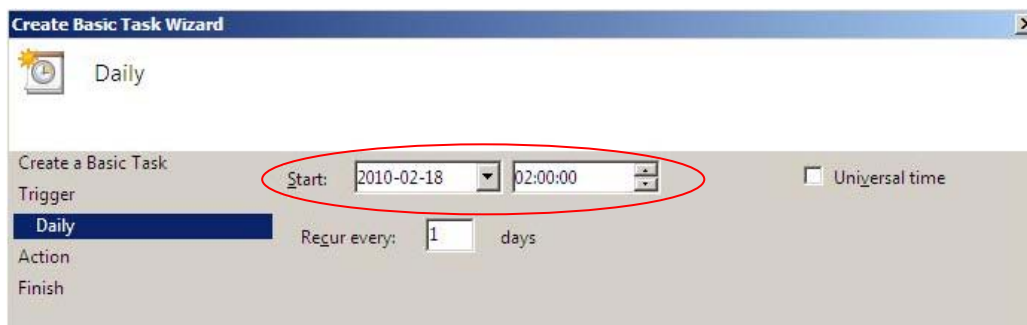 Create Basic Task Wizard
Daily
Create a Basic Task
Trigger
Daily
Action
Finish
Start: 2010-02-18 02:00:00 Universal time
Recur every: 1 days